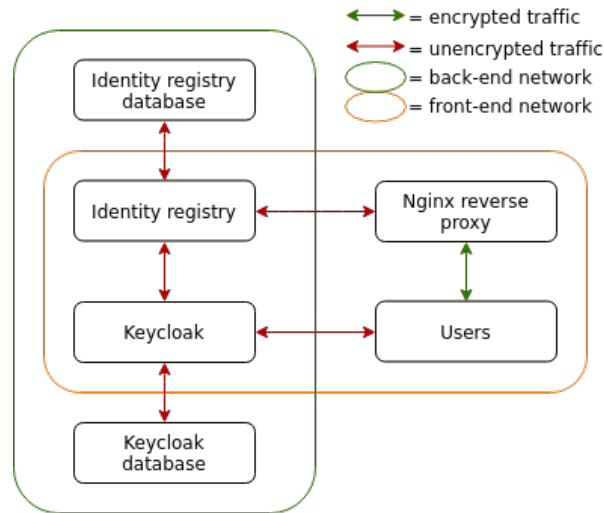 = encrypted traffic
= unencrypted traffic
= back-end network
= front-end network
Identity registry
database
Identity registry
Nginx reverse
proxy
Keycloak
Users
Keycloak
database